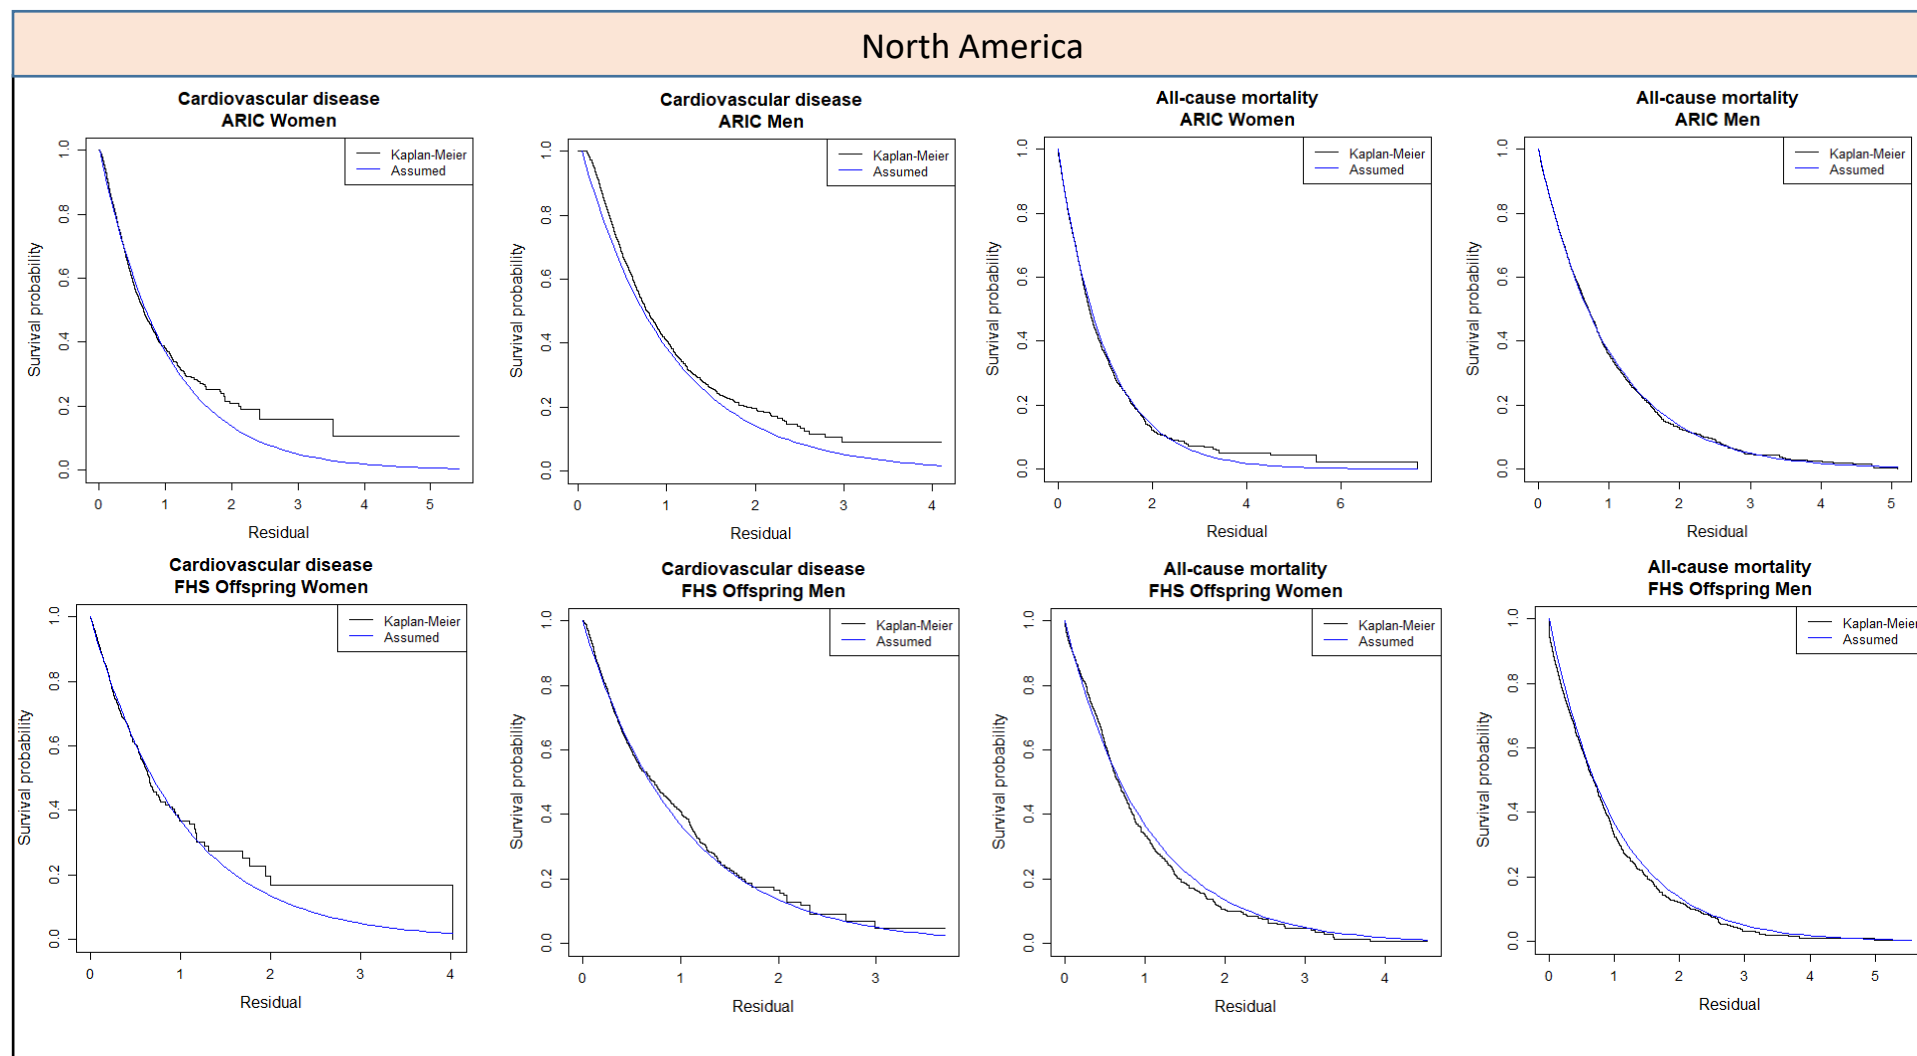 North America
Cardiovascular disease
ARIC Women
Kaplan-Meier
Assumed
Survival probability
0.0 0.2 0.4 0.6 0.8 1.0
0 1 2 3 4 5
Residual
Cardiovascular disease
ARIC Men
Kaplan-Meier
Assumed
Survival probability
0.0 0.2 0.4 0.6 0.8 1.0
0 1 2 3 4
Residual
All-cause mortality
ARIC Women
Kaplan-Meier
Assumed
Survival probability
0.0 0.2 0.4 0.6 0.8 1.0
0 2 4 6
Residual
All-cause mortality
ARIC Men
Kaplan-Meier
Assumed
Survival probability
0.0 0.2 0.4 0.6 0.8 1.0
0 1 2 3 4 5
Residual
Cardiovascular disease
FHS Offspring Women
Kaplan-Meier
Assumed
Survival probability
0.0 0.2 0.4 0.6 0.8 1.0
0 1 2 3 4
Residual
Cardiovascular disease
FHS Offspring Men
Kaplan-Meier
Assumed
Survival probability
0.0 0.2 0.4 0.6 0.8 1.0
0 1 2 3
Residual
All-cause mortality
FHS Offspring Women
Kaplan-Meier
Assumed
Survival probability
0.0 0.2 0.4 0.6 0.8 1.0
0 1 2 3 4
Residual
All-cause mortality
FHS Offspring Men
Kaplan-Meier
Assumed
Survival probability
0.0 0.2 0.4 0.6 0.8 1.0
0 1 2 3 4 5
Residual